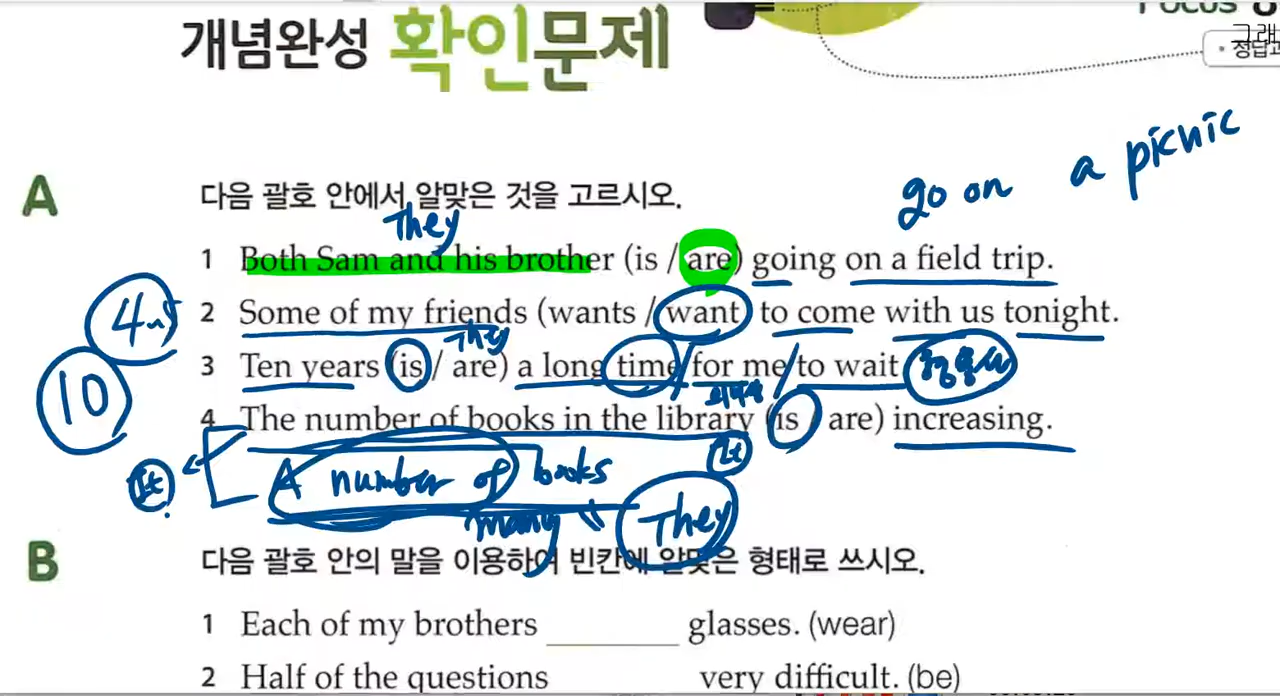 Focus
개념완성 확인문제
그래
• 정답과
a picnic
go on
A 다음 괄호 안에서 알맞은 것을 고르시오.
They
1 Both Sam and his brother (is / are) going on a field trip.
2 Some of my friends (wants / want) to come with us tonight.
They
3 Ten years (is / are) a long time for me to wait
10
4 The number of books in the library (is / are) increasing.
It
A number of books
It
many " They
B 다음 괄호 안의 말을 이용하여 빈칸에 알맞은 형태로 쓰시오.
1 Each of my brothers ________ glasses. (wear)
2 Half of the questions very difficult. (be)